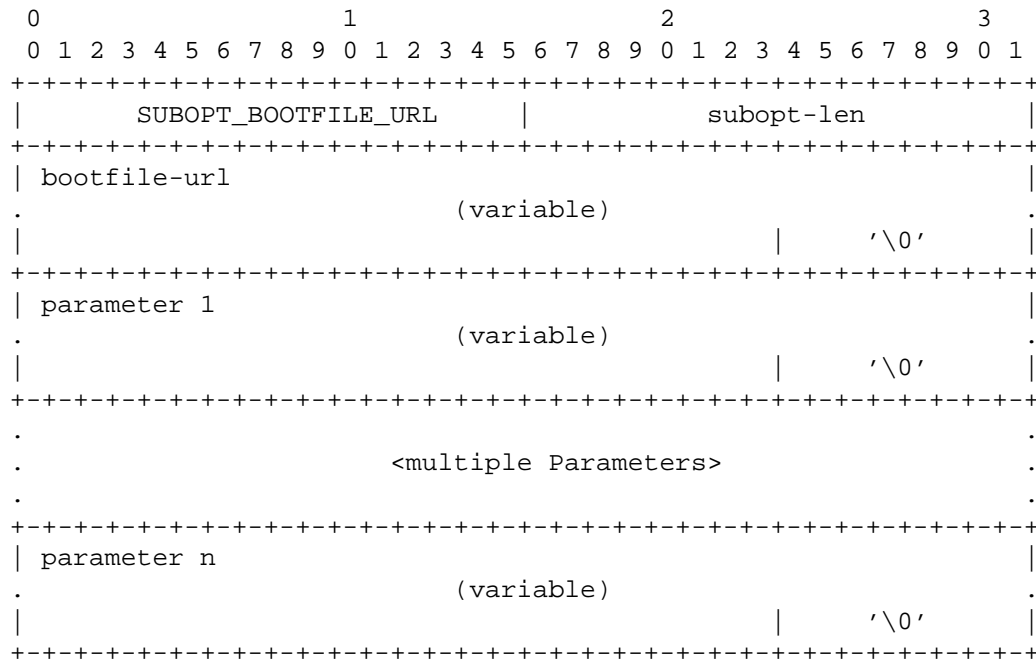 0                   1                   2                   3
 0 1 2 3 4 5 6 7 8 9 0 1 2 3 4 5 6 7 8 9 0 1 2 3 4 5 6 7 8 9 0 1
+-+-+-+-+-+-+-+-+-+-+-+-+-+-+-+-+-+-+-+-+-+-+-+-+-+-+-+-+-+-+-+-+
|       SUBOPT_BOOTFILE_URL     |           subopt-len          |
+-+-+-+-+-+-+-+-+-+-+-+-+-+-+-+-+-+-+-+-+-+-+-+-+-+-+-+-+-+-+-+-+
| bootfile-url                                                  |
.                           (variable)                          .
|                                               |     ’\0’      |
+-+-+-+-+-+-+-+-+-+-+-+-+-+-+-+-+-+-+-+-+-+-+-+-+-+-+-+-+-+-+-+-+
| parameter 1                                                   |
.                           (variable)                          .
|                                               |     ’\0’      |
+-+-+-+-+-+-+-+-+-+-+-+-+-+-+-+-+-+-+-+-+-+-+-+-+-+-+-+-+-+-+-+-+
.                                                               .
.                       <multiple Parameters>                   .
.                                                               .
+-+-+-+-+-+-+-+-+-+-+-+-+-+-+-+-+-+-+-+-+-+-+-+-+-+-+-+-+-+-+-+-+
| parameter n                                                   |
.                           (variable)                          .
|                                               |     ’\0’      |
+-+-+-+-+-+-+-+-+-+-+-+-+-+-+-+-+-+-+-+-+-+-+-+-+-+-+-+-+-+-+-+-+